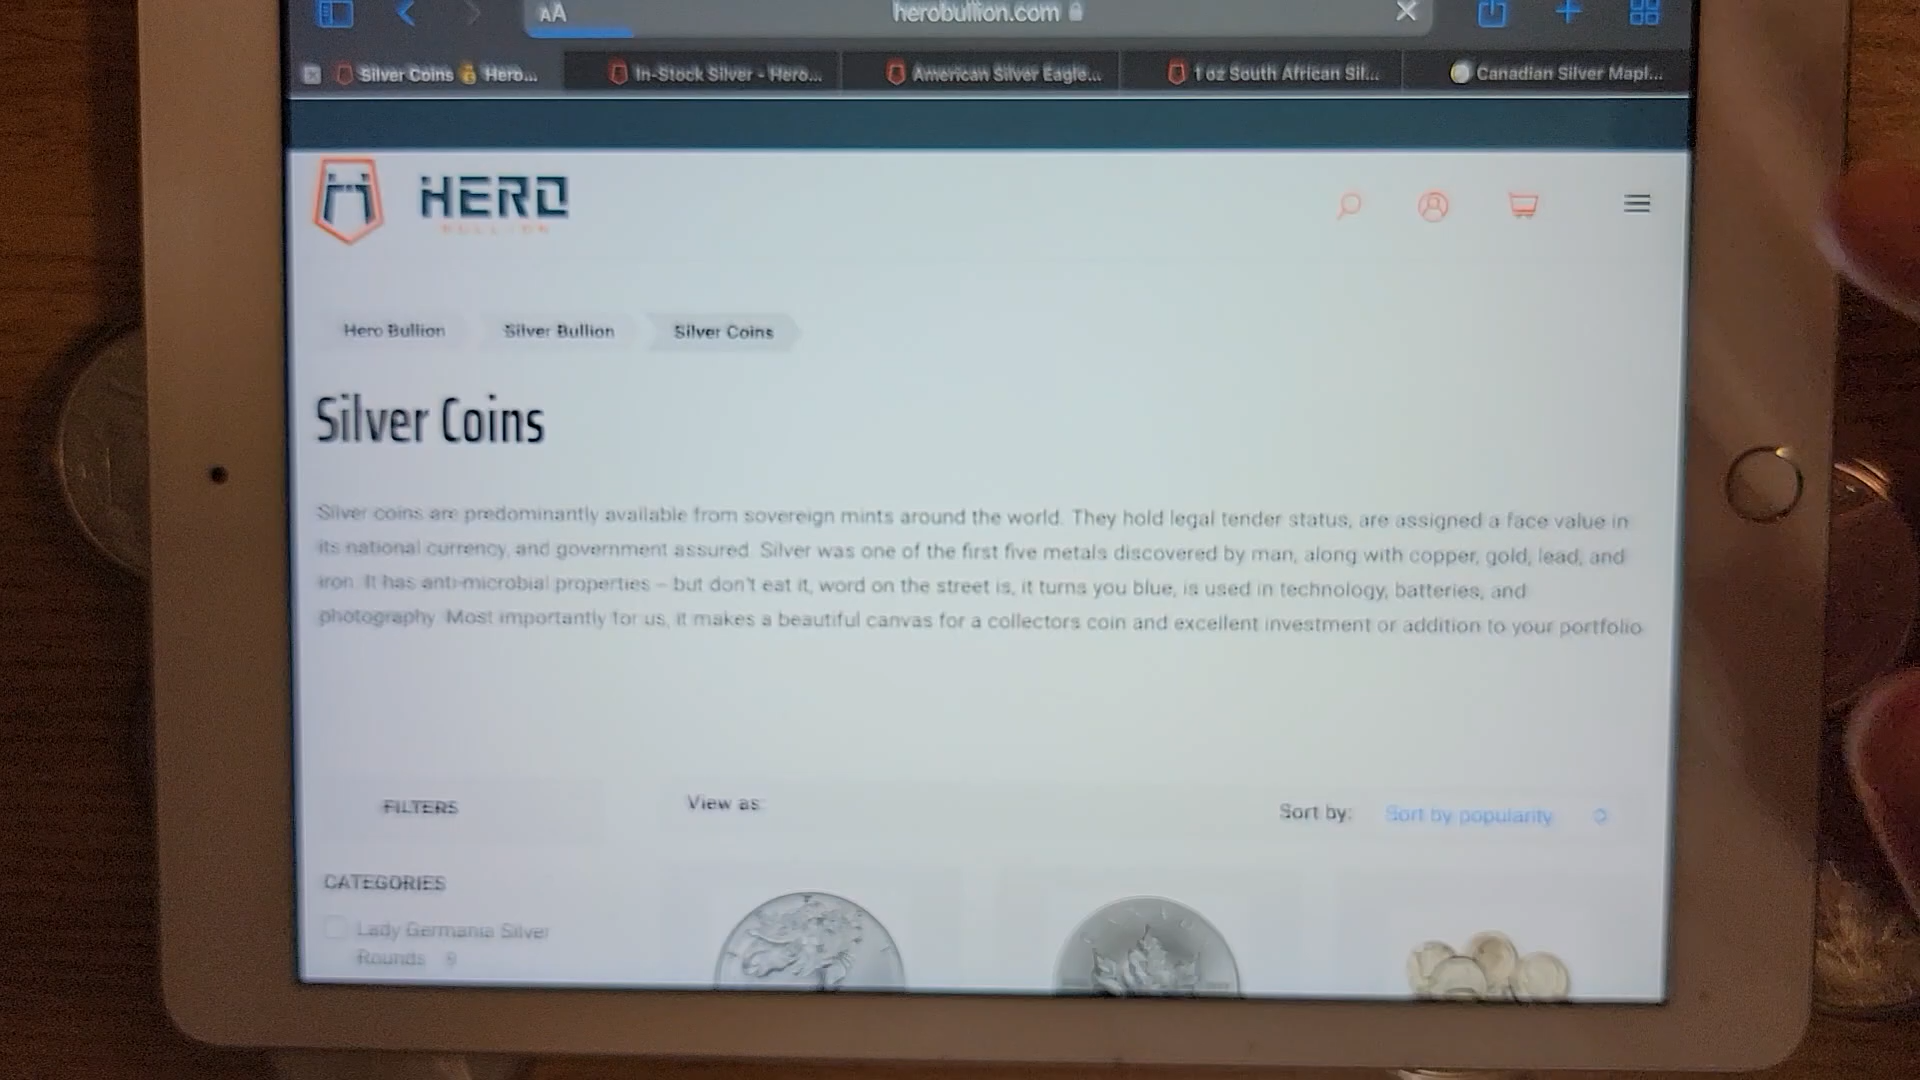 AA
herobullion.com
Silver Coins 💰 Hero...
In-Stock Silver - Hero...
American Silver Eagle...
1 oz South African Sil...
Canadian Silver Mapl...
HERO
BULLION
Hero Bullion
Silver Bullion
Silver Coins
Silver Coins
Silver coins are predominantly available from sovereign mints around the world. They hold legal tender status, are assigned a face value in
its national currency, and government assured. Silver was one of the first five metals discovered by man, along with copper, gold, lead, and
iron. It has anti-microbial properties – but don't eat it, word on the street is, it turns you blue, is used in technology, batteries, and
photography. Most importantly for us, it makes a beautiful canvas for a collectors coin and excellent investment or addition to your portfolio
FILTERS
View as:
Sort by:
Sort by popularity
CATEGORIES
Lady Germania Silver
Rounds